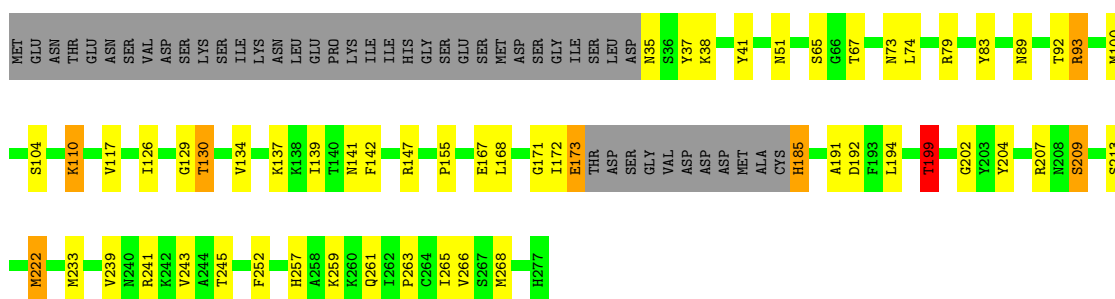 MET GLU ASN THR GLU ASN SER VAL ASP SER LYS SER ILE LYS ASN LEU GLU PRO LYS ILE ILE HIS GLY SER GLU SER MET ASP SER GLY ILE SER LEU ASP N35 S36 Y37 K38 Y41 N51 S65 G66 T67 N73 L74 R79 Y83 N89 T92 R93 M100
S104 K110 V117 I126 G129 T130 V134 K137 K138 I139 T140 N141 F142 R147 P155 E167 L168 G171 I172 E173 THR ASP SER GLY VAL ASP ASP ASP MET ALA CYS H185 A191 D192 F193 L194 T199 G202 Y203 Y204 R207 N208 S209 S213
M222 M233 V239 N240 R241 K242 V243 A244 T245 F252 H257 A258 K259 K260 Q261 I262 P263 C264 I265 V266 S267 M268 H277